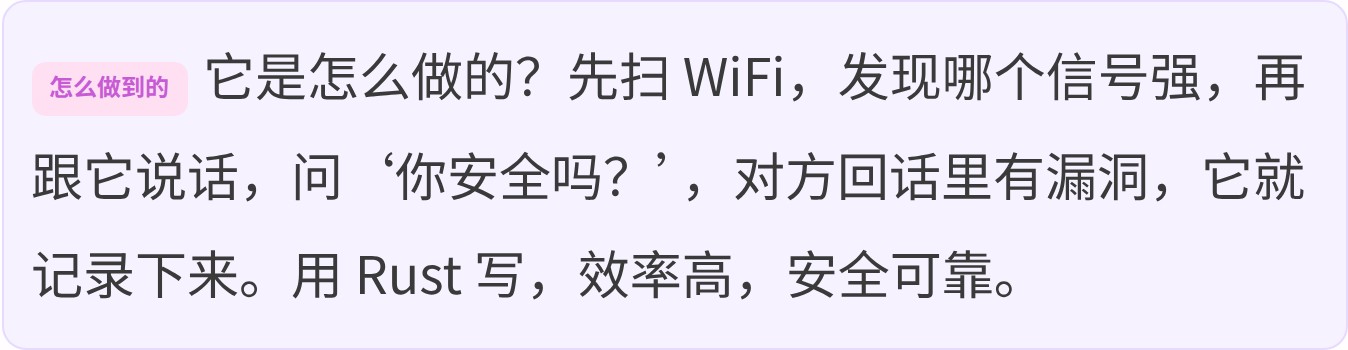 怎么做到的 它是怎么做的？先扫 WiFi，发现哪个信号强，再
跟它说话，问‘你安全吗？’，对方回话里有漏洞，它就
记录下来。用 Rust 写，效率高，安全可靠。